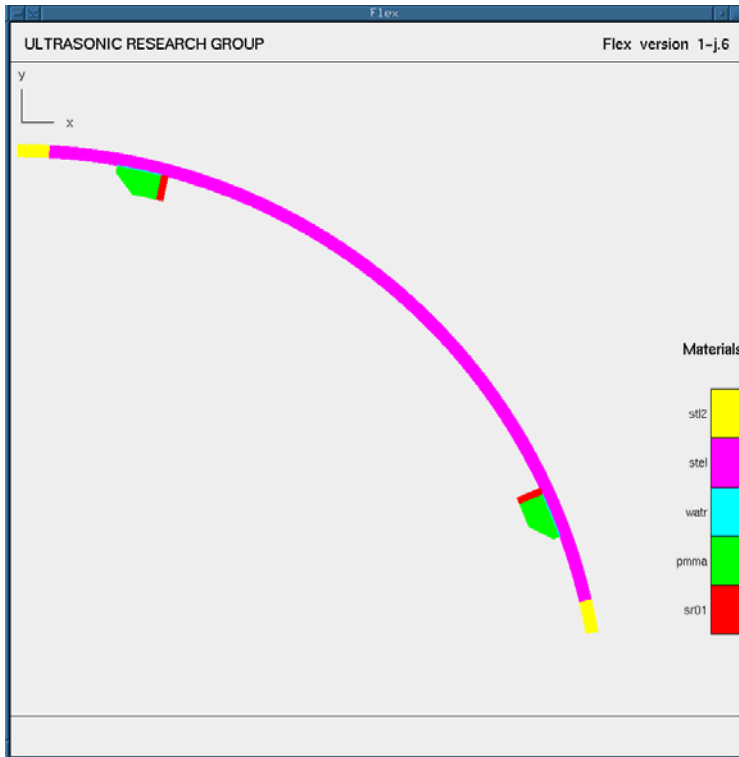 Flex
ULTRASONIC RESEARCH GROUP Flex version 1-j.6
y
x
Materials
stl2
stel
watr
pmma
sr01